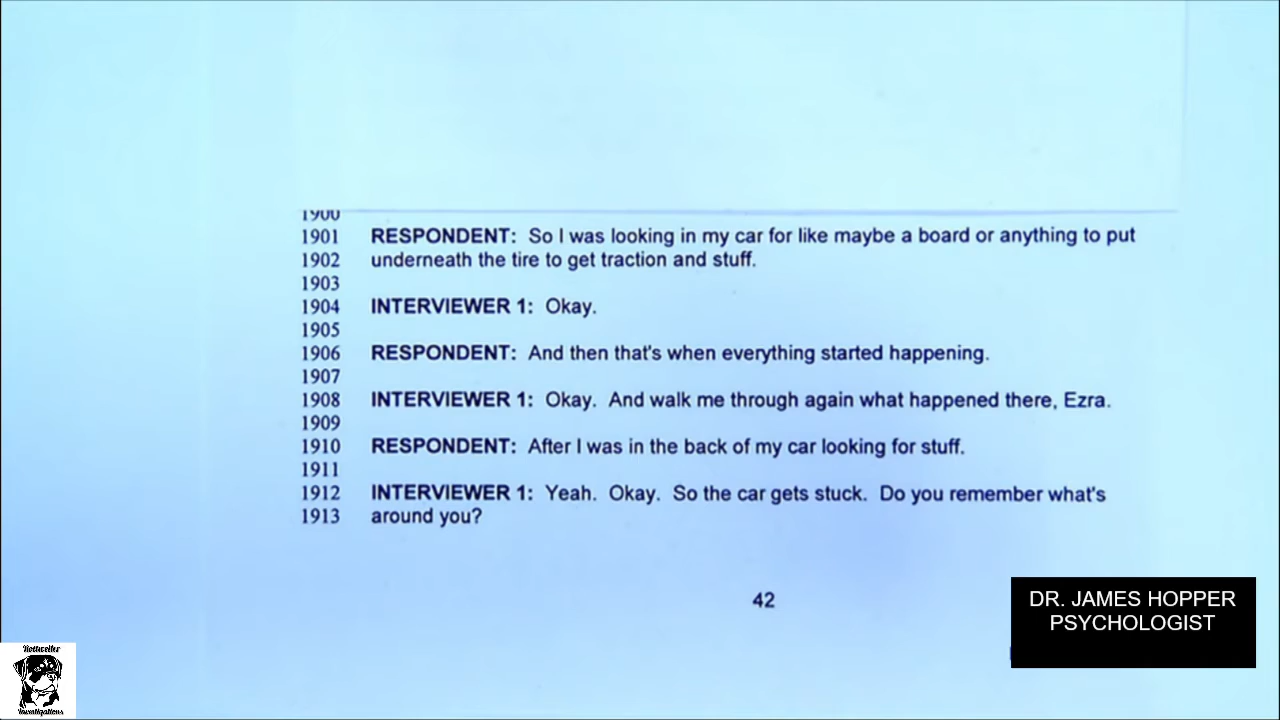 1900
1901 RESPONDENT: So I was looking in my car for like maybe a board or anything to put
1902 underneath the tire to get traction and stuff.
1903
1904 INTERVIEWER 1: Okay.
1905
1906 RESPONDENT: And then that's when everything started happening.
1907
1908 INTERVIEWER 1: Okay. And walk me through again what happened there, Ezra.
1909
1910 RESPONDENT: After I was in the back of my car looking for stuff.
1911
1912 INTERVIEWER 1: Yeah. Okay. So the car gets stuck. Do you remember what's
1913 around you?
42
DR. JAMES HOPPER
PSYCHOLOGIST
Rottweiler
Investigations